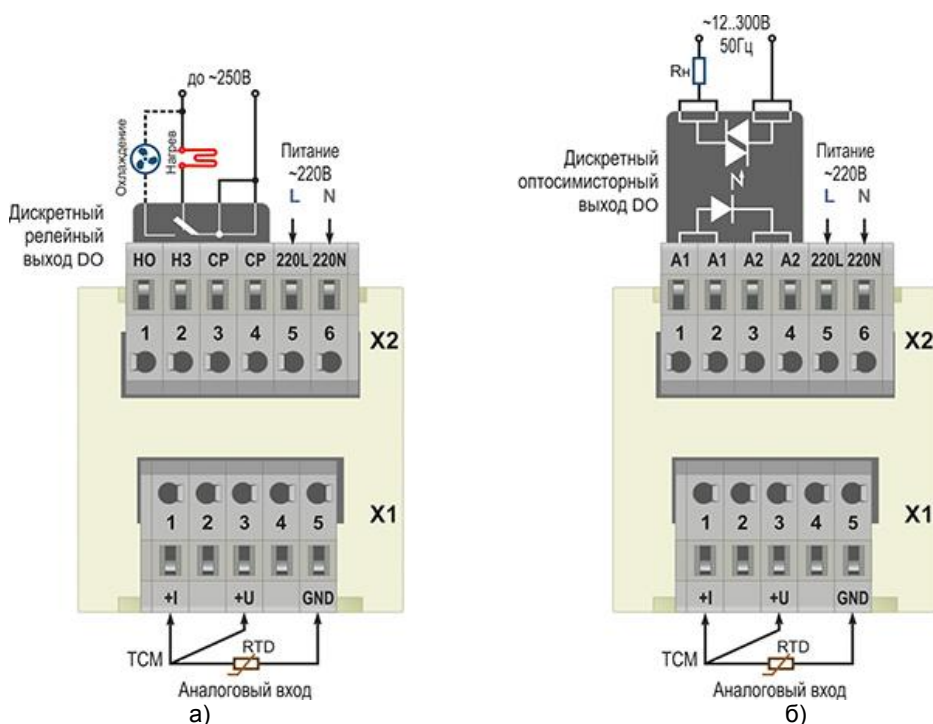 до ~250В
Охлаждение
Нагрев
Питание
~220В
L N
Дискретный
релейный
выход DO
НО НЗ СР СР 220L 220N
1 2 3 4 5 6
X2
X1
1 2 3 4 5
+I +U GND
RTD
ТСМ
Аналоговый вход
а)
~12..300В
50Гц
Rн
Дискретный
оптосимисторный
выход DO
Питание
~220В
L N
A1 A1 A2 A2 220L 220N
1 2 3 4 5 6
X2
X1
1 2 3 4 5
+I +U GND
RTD
ТСМ
Аналоговый вход
б)